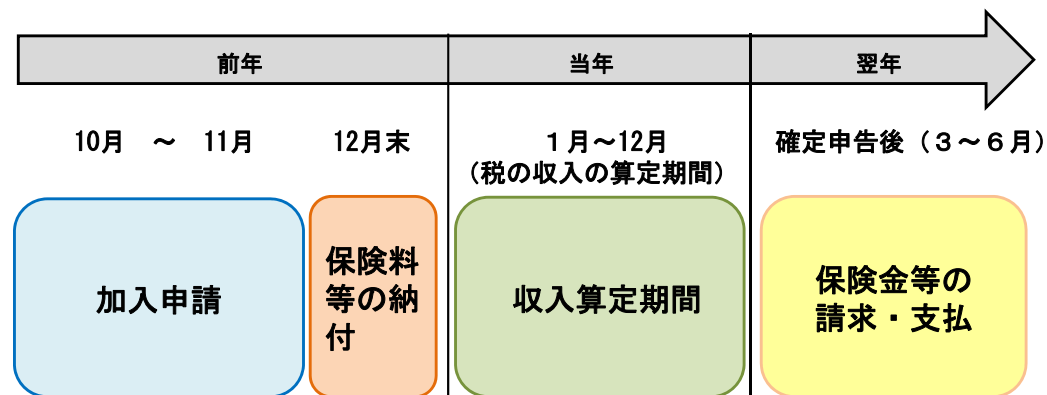 前年 当年 翌年
10月 ～ 11月 12月末 １月～12月 確定申告後（３～６月）
（税の収入の算定期間）
加入申請
保険料
等の納
付
収入算定期間
保険金等の
請求・支払